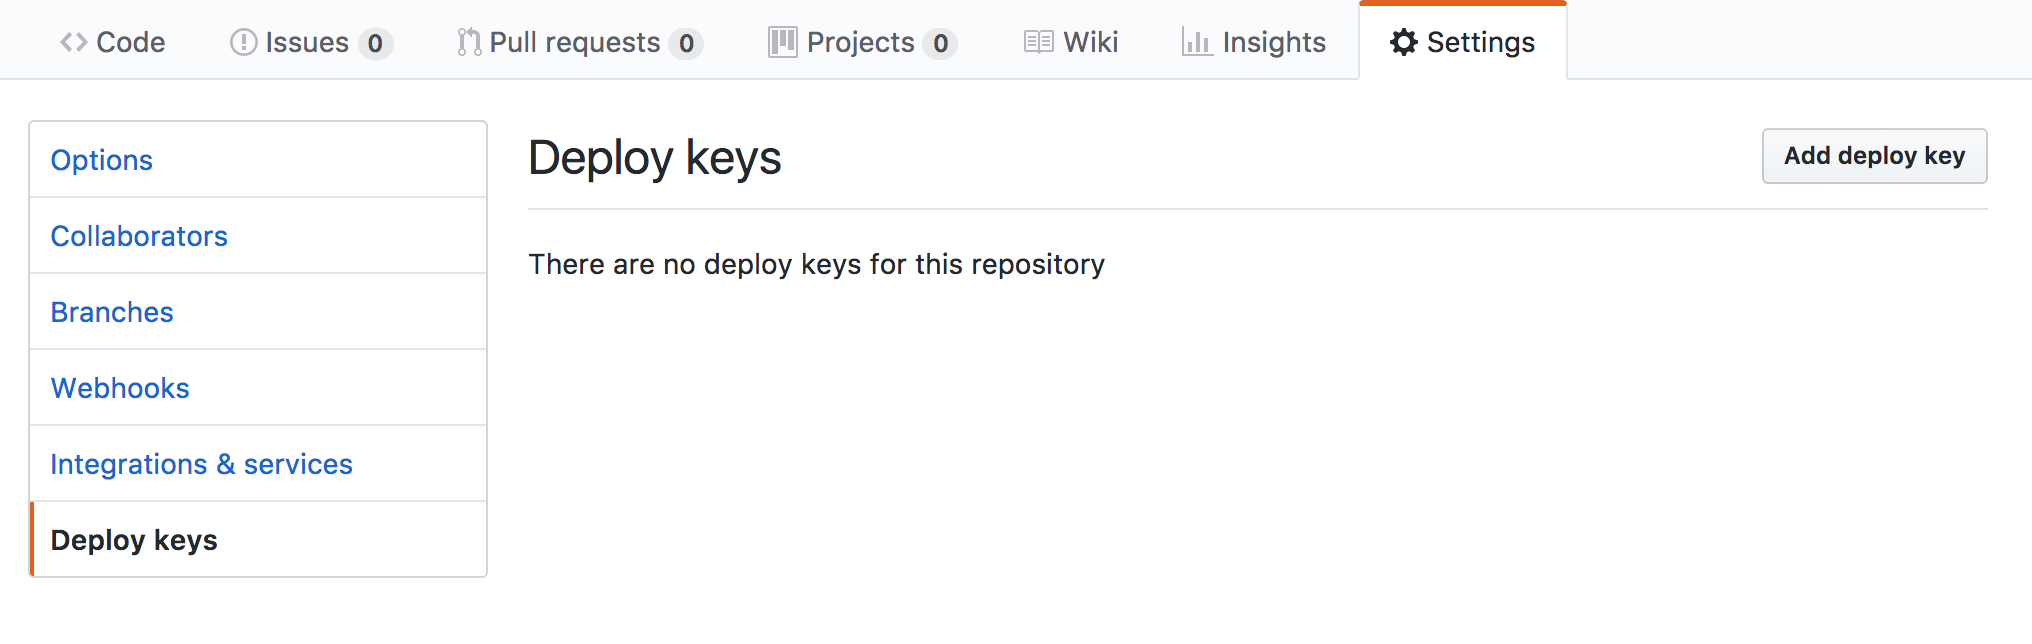 Code Issues 0 Pull requests 0 Projects 0 Wiki Insights Settings
Options
Collaborators
Branches
Webhooks
Integrations & services
Deploy keys
Deploy keys
Add deploy key
There are no deploy keys for this repository